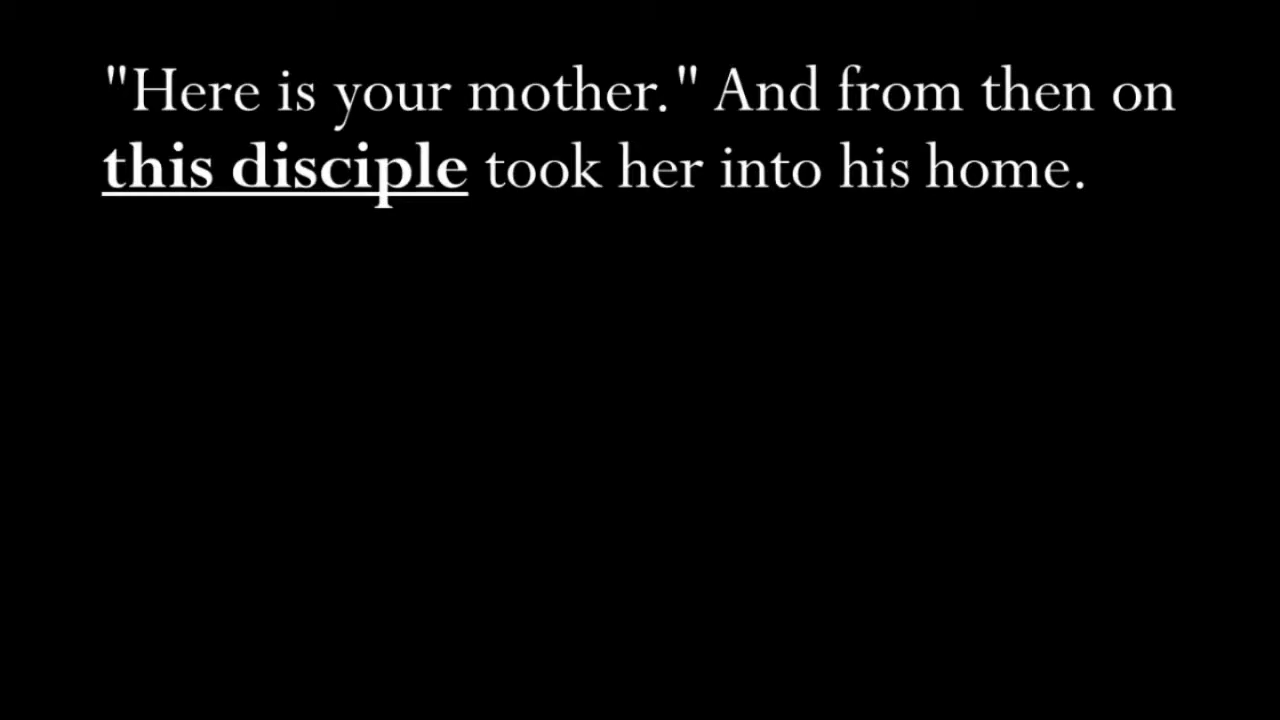 "Here is your mother." And from then on
this disciple took her into his home.